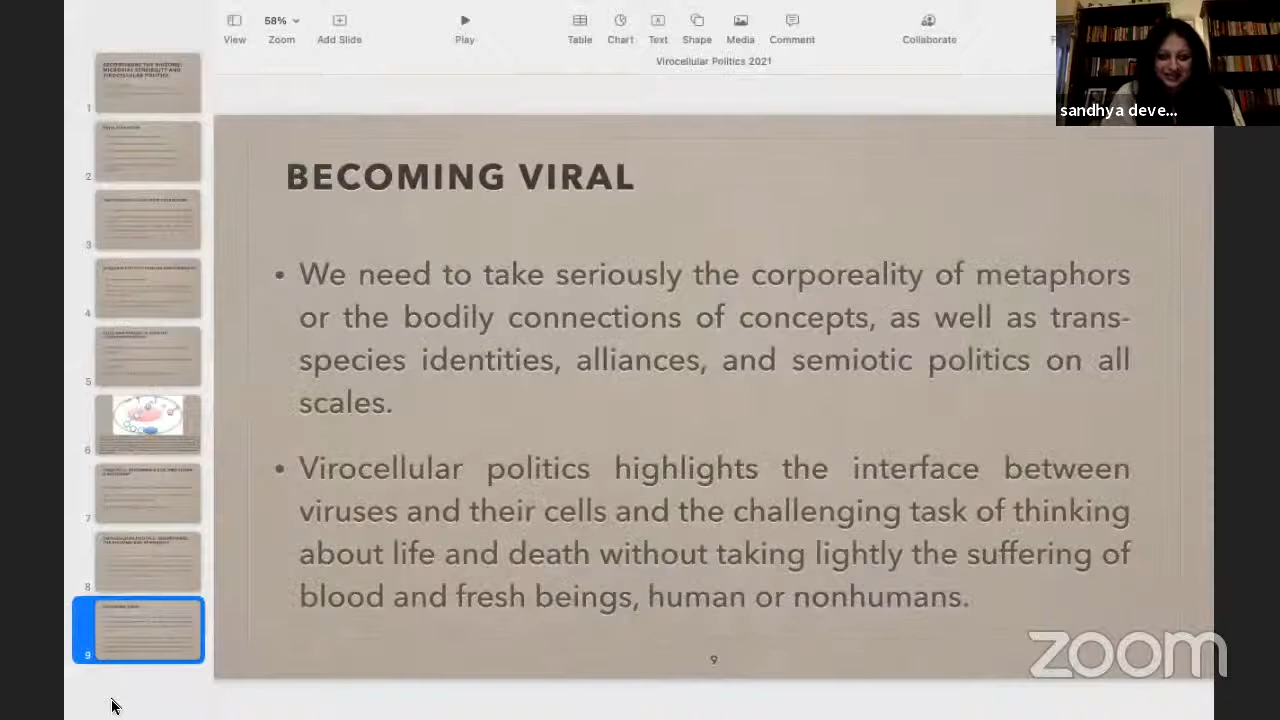 58%
View
Zoom
Add Slide
Play
Table
Chart
Text
Shape
Media
Comment
Collaborate
Virocellular Politics 2021
sandhya deve...
1
2
3
4
5
6
7
8
9
BECOMING VIRAL
• We need to take seriously the corporeality of metaphors
or the bodily connections of concepts, as well as trans-
species identities, alliances, and semiotic politics on all
scales.
• Virocellular politics highlights the interface between
viruses and their cells and the challenging task of thinking
about life and death without taking lightly the suffering of
blood and fresh beings, human or nonhumans.
9
zoom